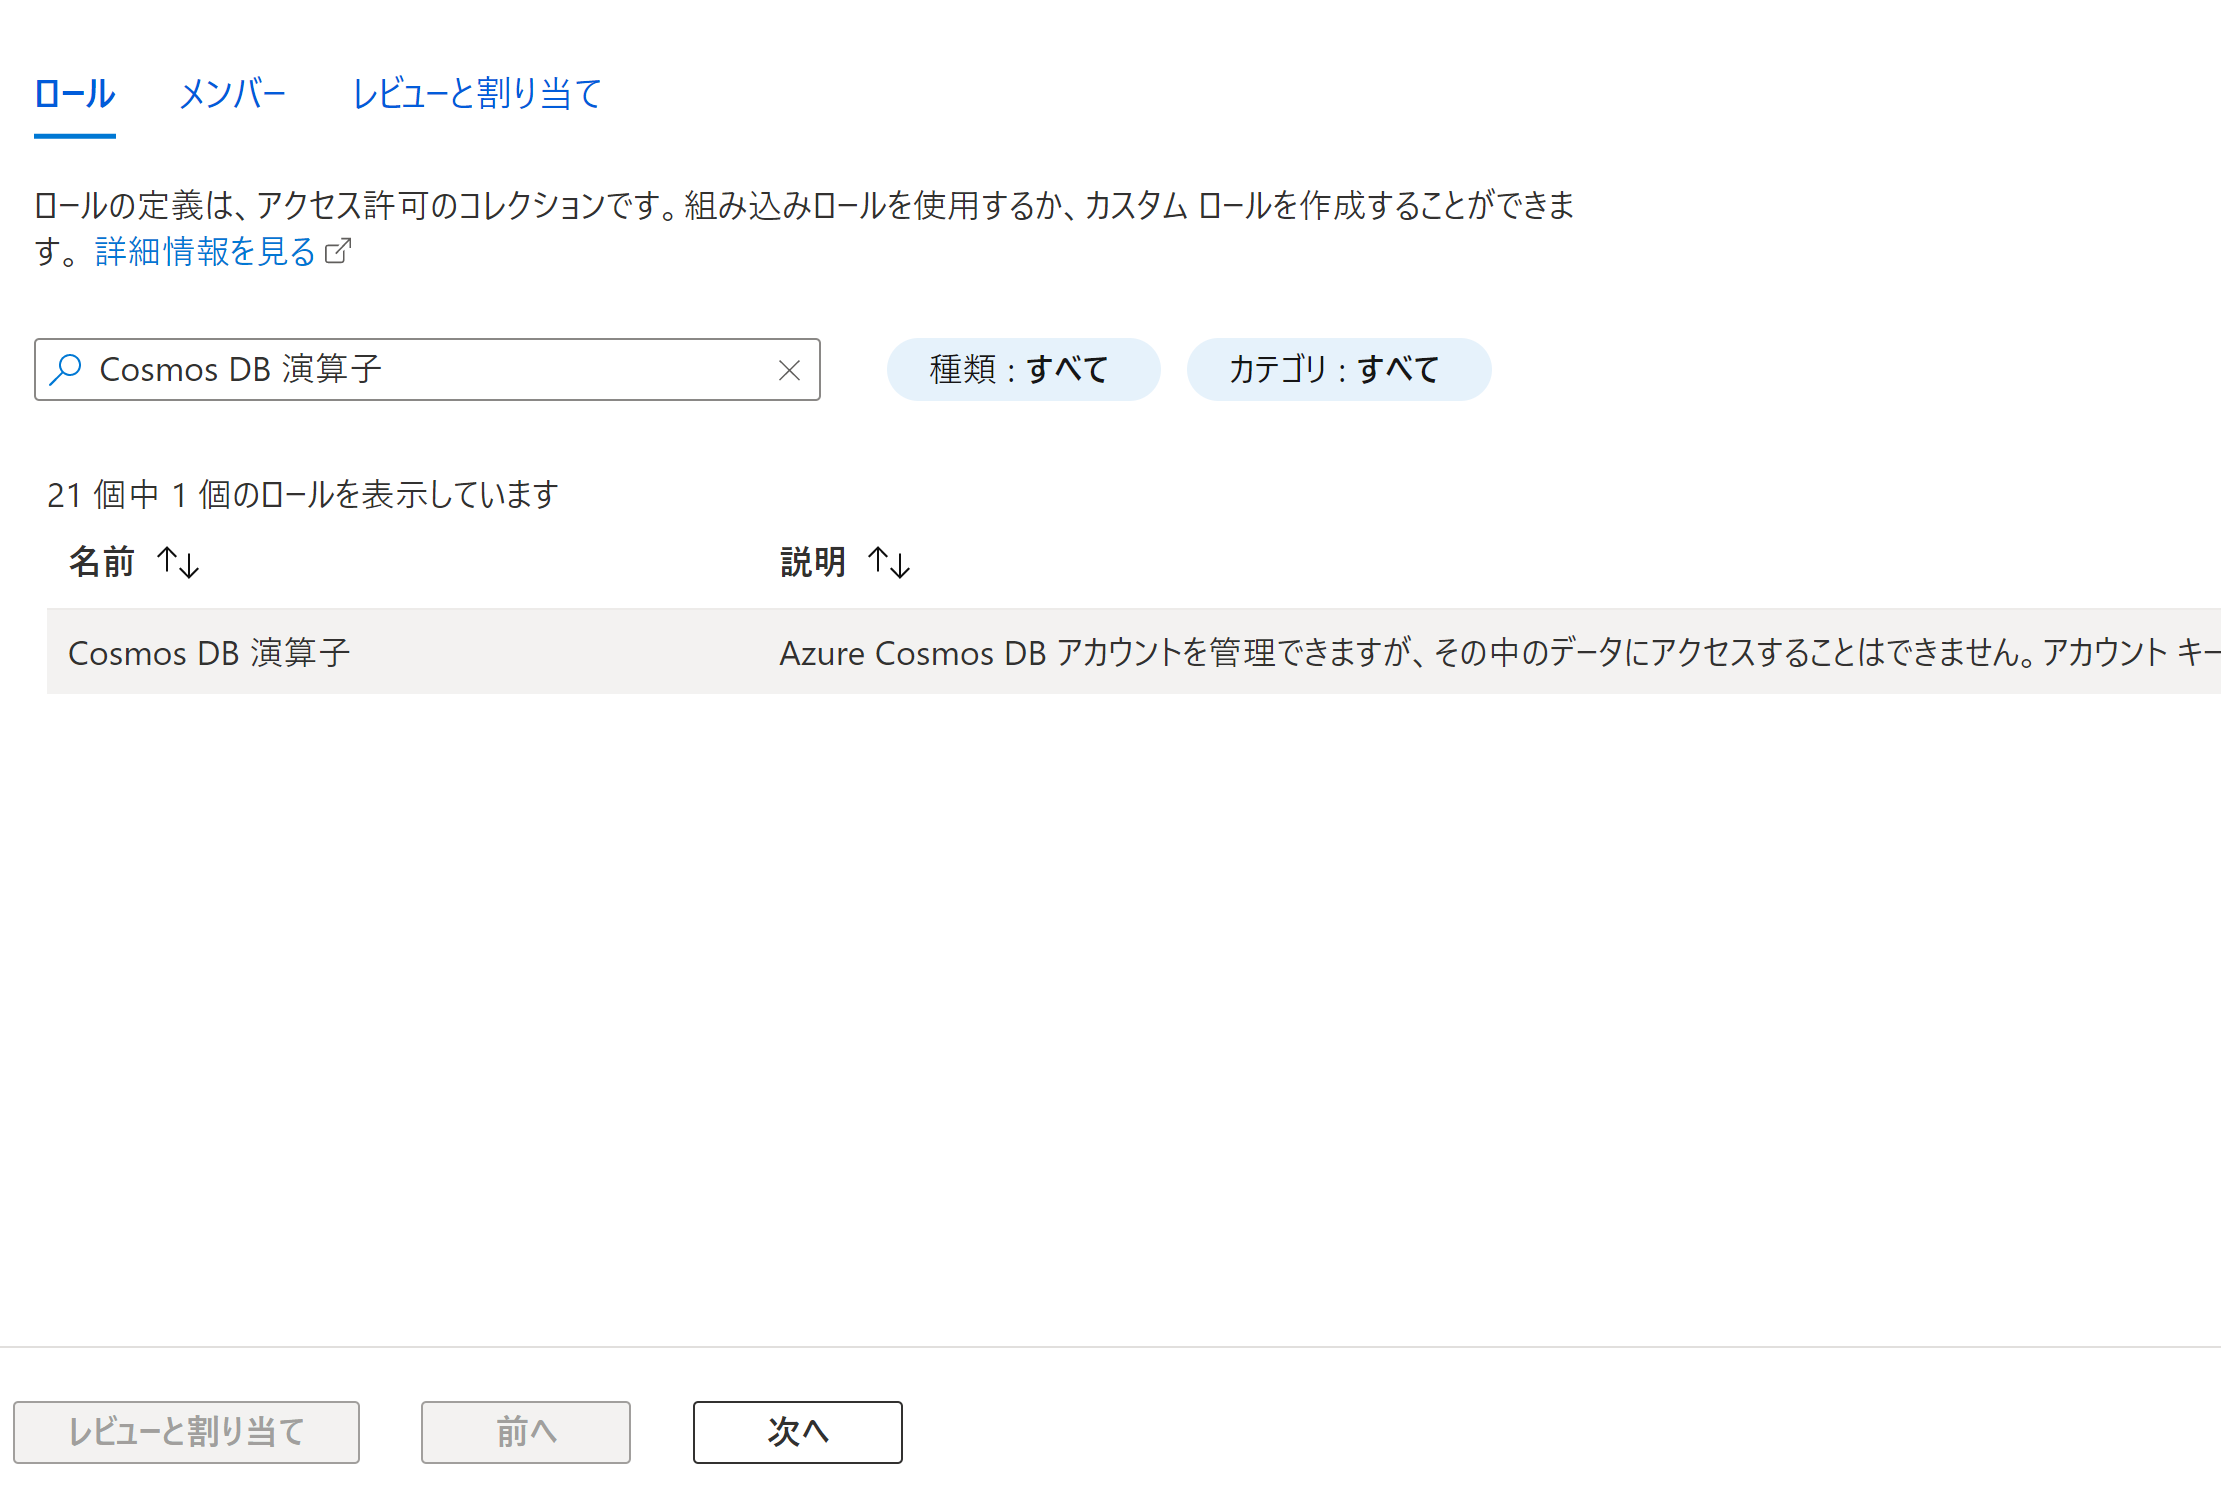 ロール メンバー レビューと割り当て
ロールの定義は、アクセス許可のコレクションです。組み込みロールを使用するか、カスタム ロールを作成することができま
す。 詳細情報を見る
Cosmos DB 演算子 種類 : すべて カテゴリ : すべて
21 個中 1 個のロールを表示しています
名前 ↑↓ 説明 ↑↓
Cosmos DB 演算子 Azure Cosmos DB アカウントを管理できますが、その中のデータにアクセスすることはできません。アカウント キー
レビューと割り当て 前へ 次へ